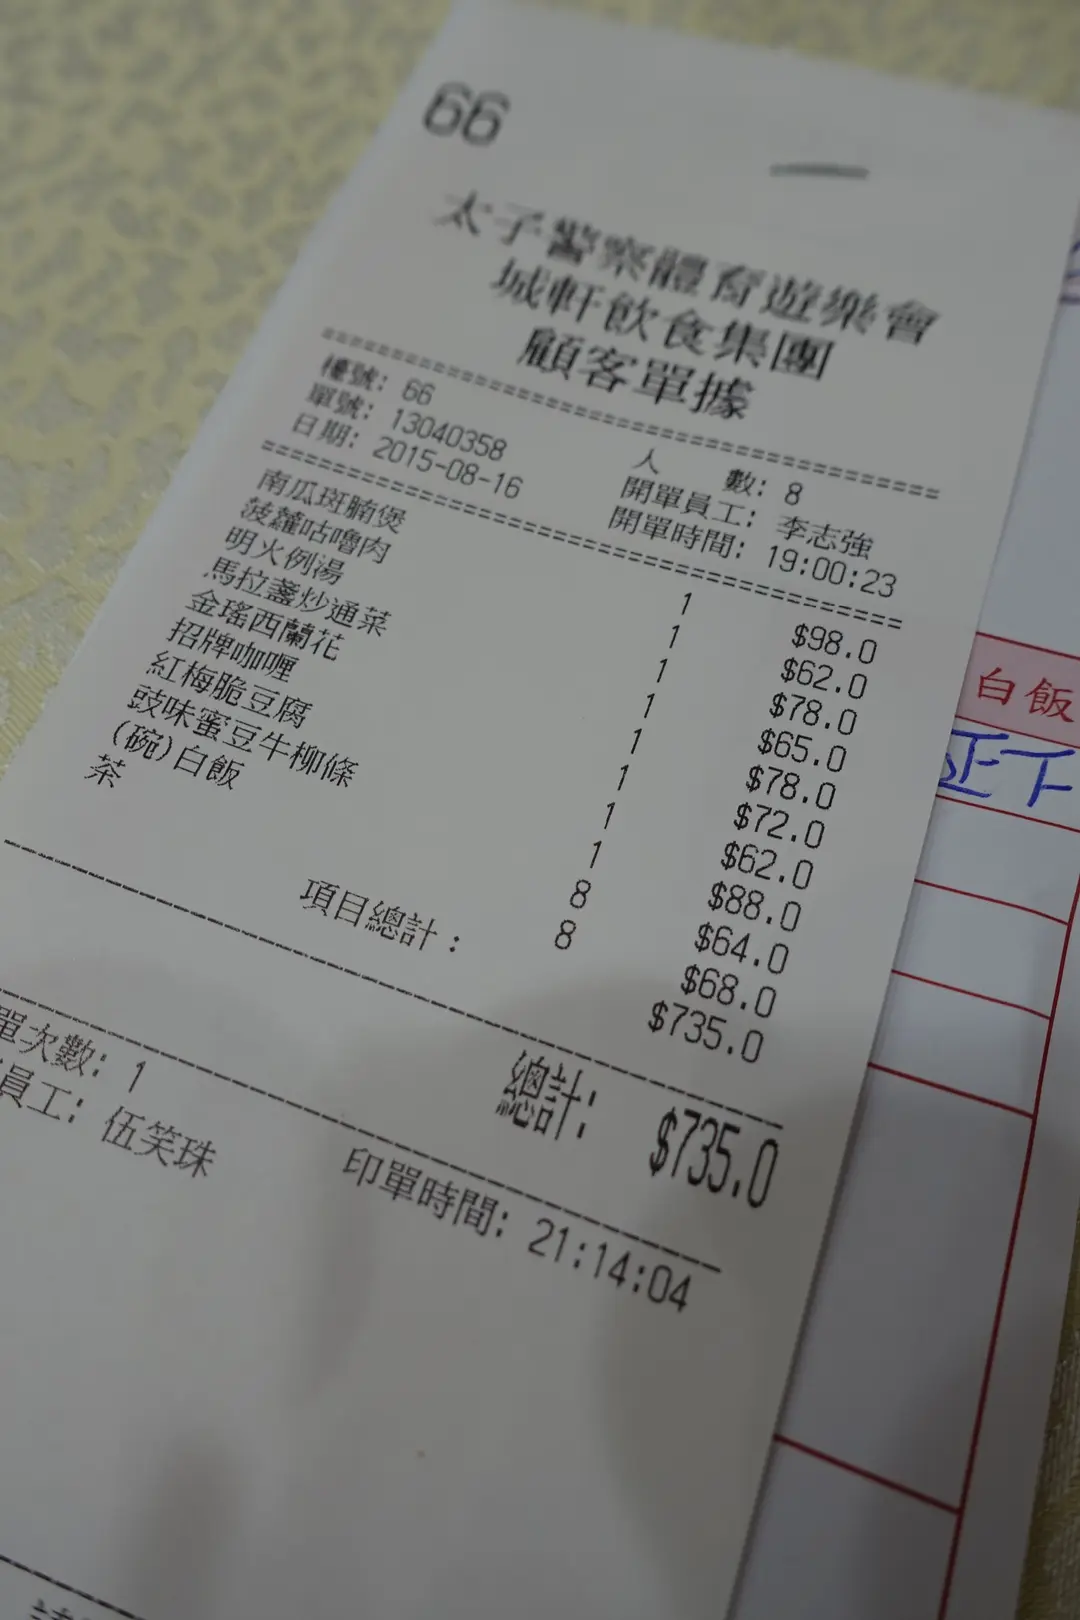 66
太子警察體育遊樂會
城軒飲食集團
顧客單據
檯號: 66 人 數: 8
單號: 13040358 開單員工: 李志強
日期: 2015-08-16 開單時間: 19:00:23
南瓜斑腩煲 1 $98.0
菠蘿咕嚕肉 1 $62.0
明火例湯 1 $78.0
馬拉盞炒通菜 1 $65.0
金瑤西蘭花 1 $78.0
招牌咖喱 1 $72.0
紅梅脆豆腐 1 $62.0
豉味蜜豆牛柳條 1 $88.0
(碗)白飯 8 $64.0
茶 8 $68.0
項目總計: $735.0
總計: $735.0
單次數: 1
員工: 伍笑珠 印單時間: 21:14:04
白飯
正下